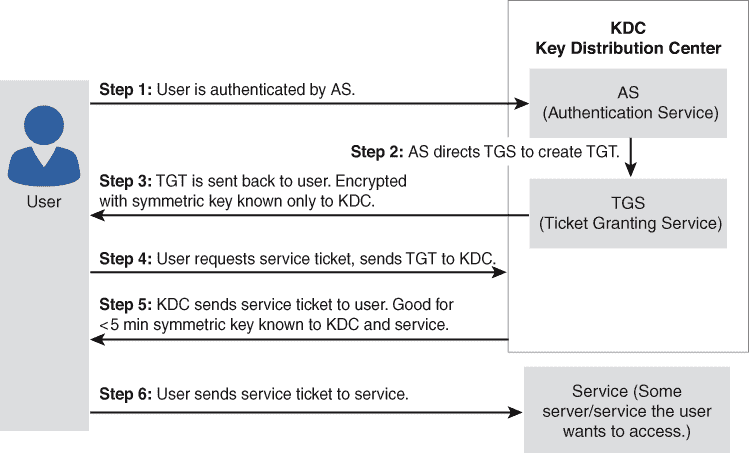 KDC
Key Distribution Center
Step 1: User is authenticated by AS.
AS
(Authentication Service)
Step 2: AS directs TGS to create TGT.
Step 3: TGT is sent back to user. Encrypted
with symmetric key known only to KDC.
User
TGS
(Ticket Granting Service)
Step 4: User requests service ticket, sends TGT to KDC.
Step 5: KDC sends service ticket to user. Good for
<5 min symmetric key known to KDC and service.
Step 6: User sends service ticket to service.
Service (Some
server/service the user
wants to access.)